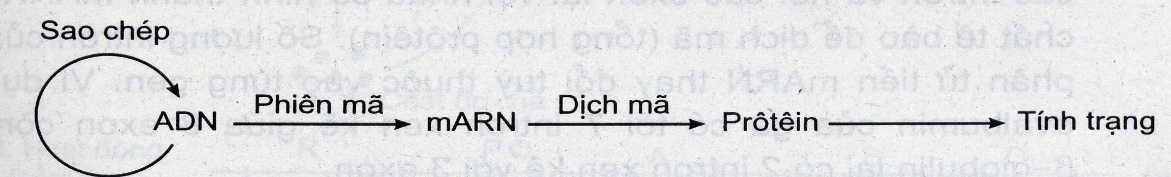 Sao chép
ADN Phiên mã mARN Dịch mã Prôtêin Tính trạng